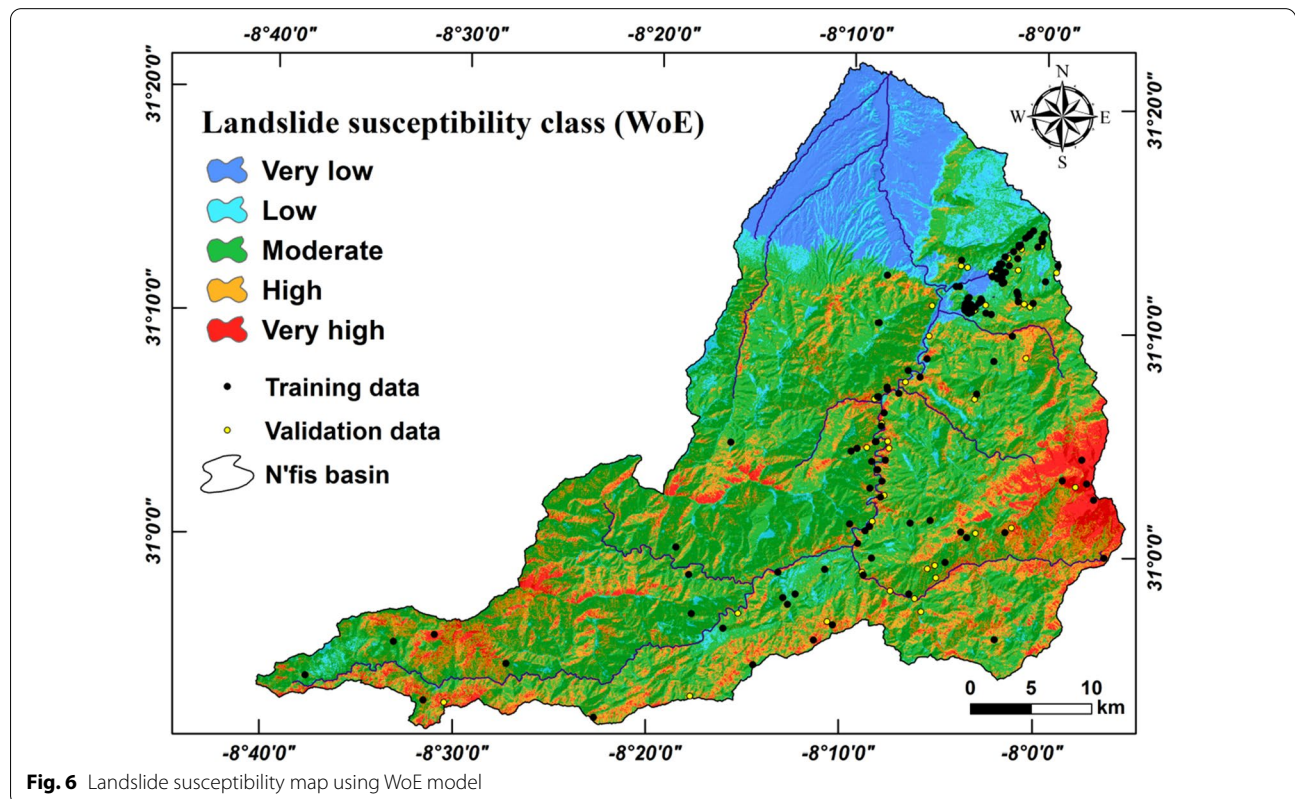 -8°40'0" -8°30'0" -8°20'0" -8°10'0" -8°0'0"
31°20'0" 31°20'0"
N
W E
S
Landslide susceptibility class (WoE)
Very low
Low
Moderate
High
Very high
31°10'0" 31°10'0"
Training data
Validation data
N'fis basin
31°0'0" 31°0'0"
0 5 10
km
-8°40'0" -8°30'0" -8°20'0" -8°10'0" -8°0'0"
Fig. 6 Landslide susceptibility map using WoE model